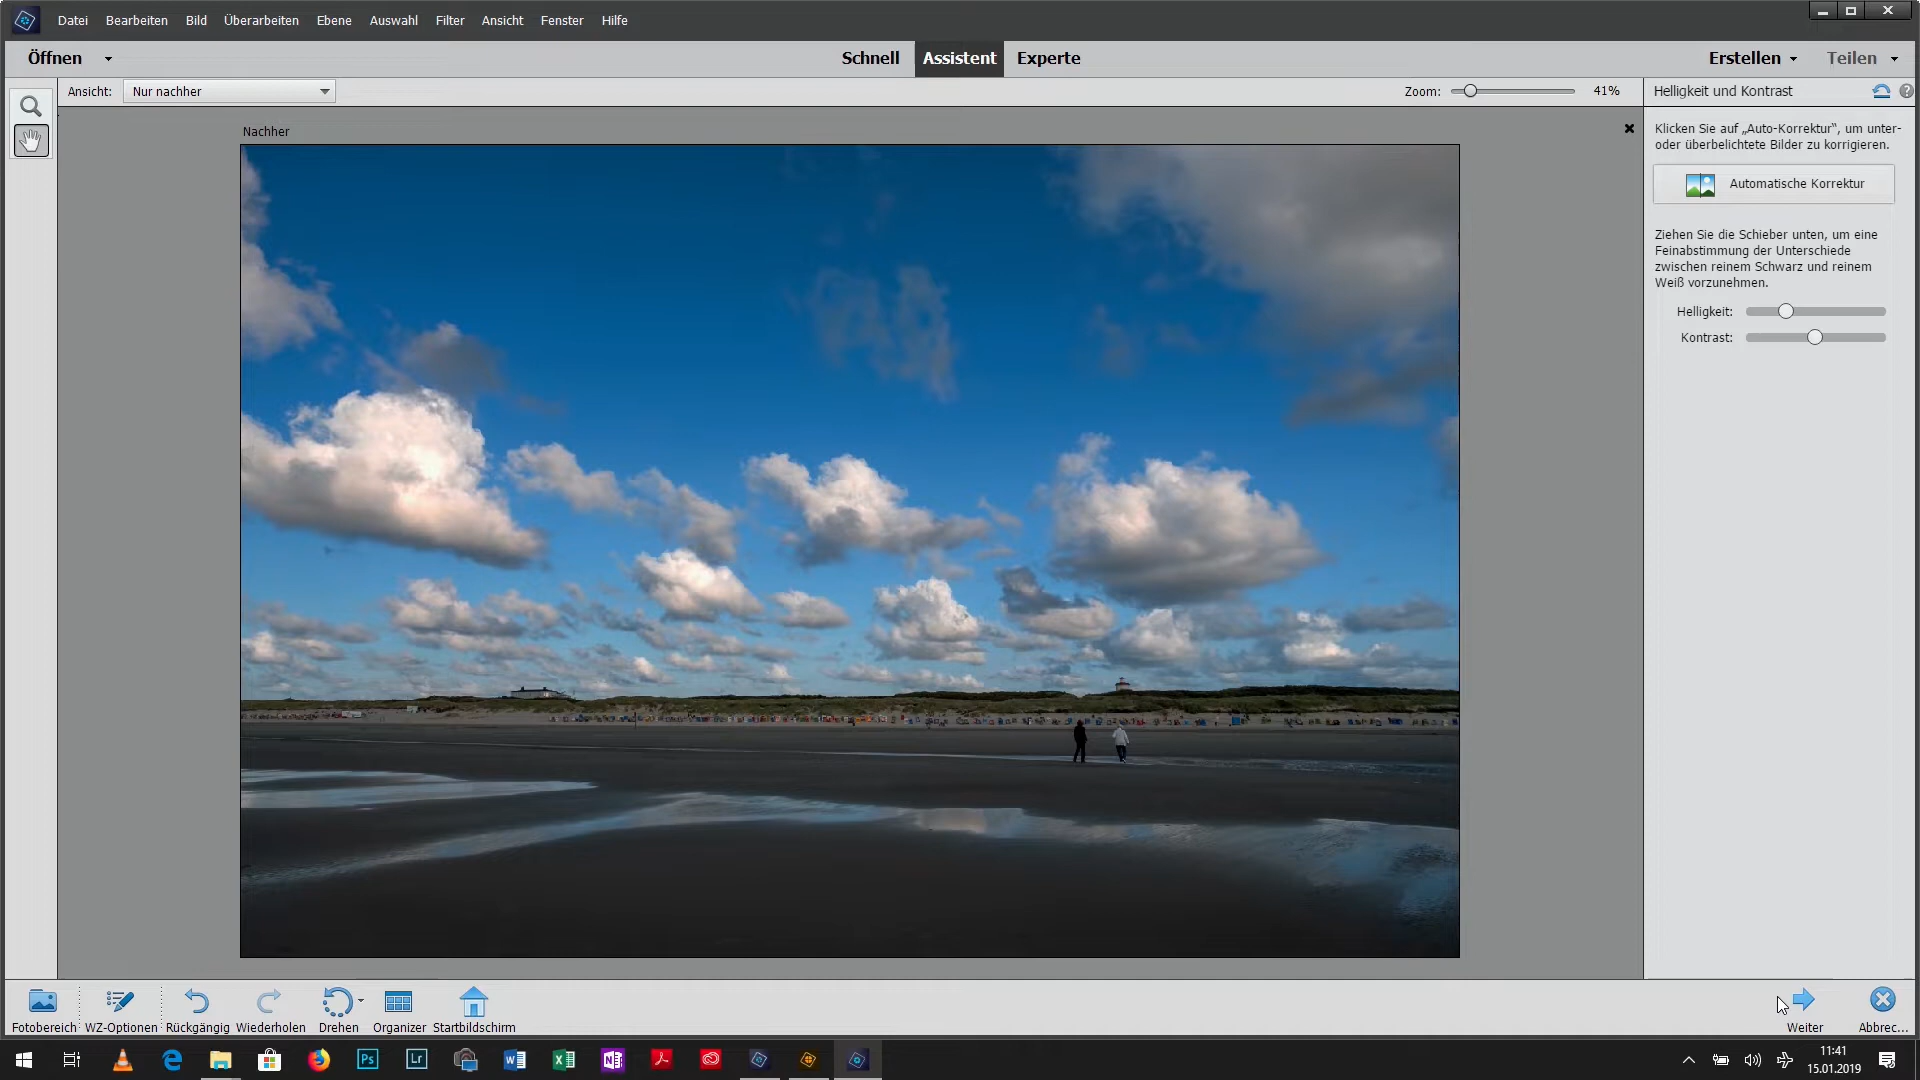 Datei Bearbeiten Bild Überarbeiten Ebene Auswahl Filter Ansicht Fenster Hilfe
Öffnen Schnell Assistent Experte Erstellen Teilen
Ansicht: Nur nachher Zoom: 41% Helligkeit und Kontrast
Nachher
Klicken Sie auf „Auto-Korrektur“, um unter-
oder überbelichtete Bilder zu korrigieren.
Automatische Korrektur
Ziehen Sie die Schieber unten, um eine
Feinabstimmung der Unterschiede
zwischen reinem Schwarz und reinem
Weiß vorzunehmen.
Helligkeit:
Kontrast:
Fotobereich WZ-Optionen Rückgängig Wiederholen Drehen Organizer Startbildschirm Weiter Abbrec...
Ps Lr
11:41
15.01.2019